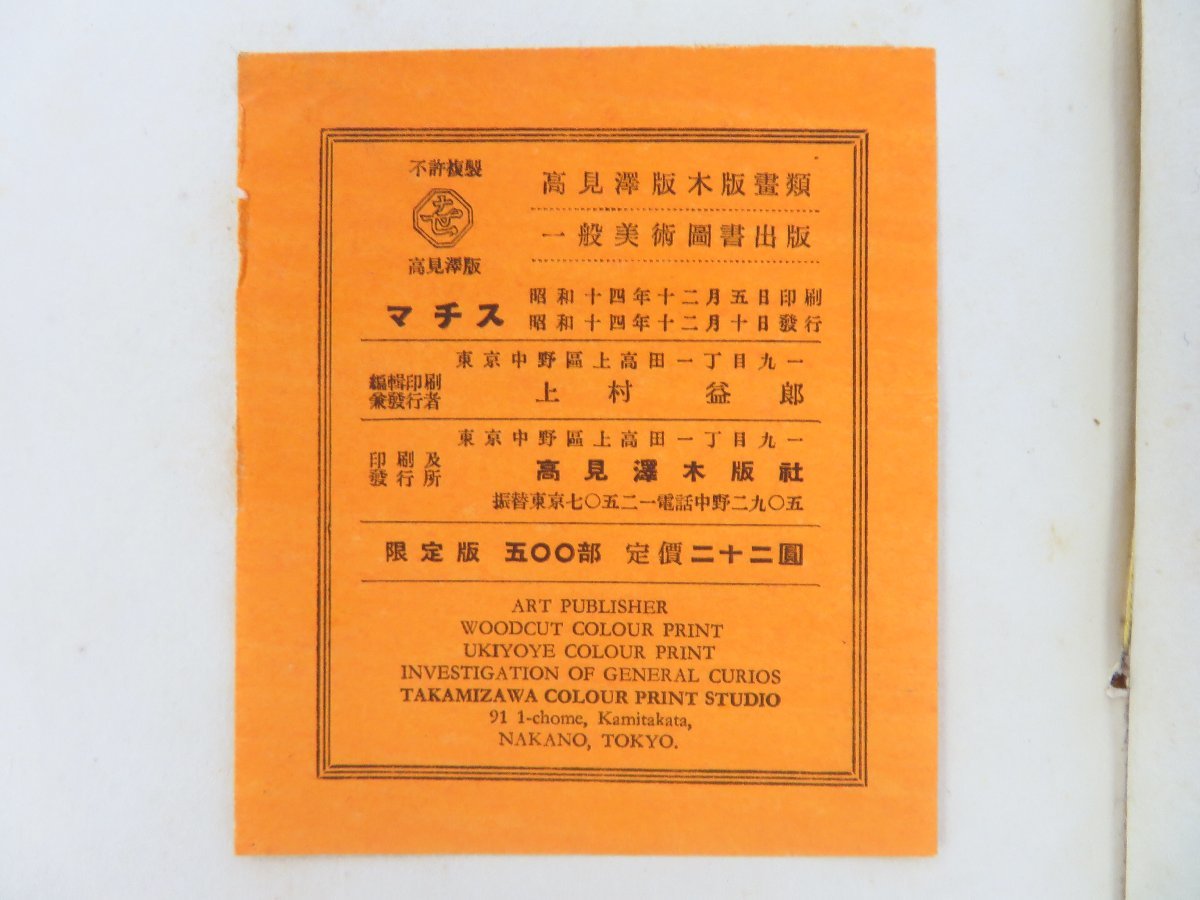 不許複製
高見澤版
高見澤版木版畫類
一般美術圖書出版
マチス
昭和十四年十二月五日印刷
昭和十四年十二月十日發行
東京中野區上高田一丁目九一
編輯印刷
兼發行者
上村益郎
東京中野區上高田一丁目九一
印刷及
發行所
高見澤木版社
振替東京七〇五二一電話中野二九〇五
限定版 五〇〇部 定價二十二圓
ART PUBLISHER
WOODCUT COLOUR PRINT
UKIYOYE COLOUR PRINT
INVESTIGATION OF GENERAL CURIOS
TAKAMIZAWA COLOUR PRINT STUDIO
91 1-chome, Kamitakata,
NAKANO, TOKYO.